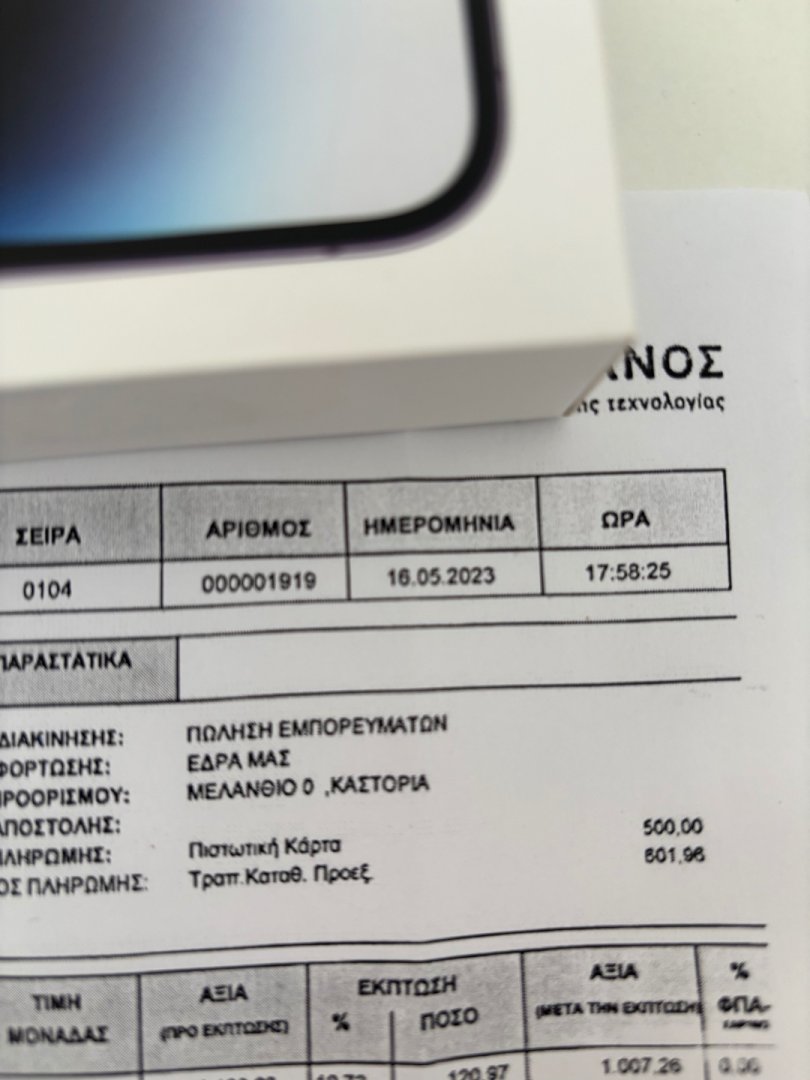 ΝΟΣ
ης τεχνολογίας
ΣΕΙΡΑ ΑΡΙΘΜΟΣ ΗΜΕΡΟΜΗΝΙΑ ΩΡΑ
0104 000001919 16.05.2023 17:58:25
ΠΑΡΑΣΤΑΤΙΚΑ
ΔΙΑΚΙΝΗΣΗΣ: ΠΩΛΗΣΗ ΕΜΠΟΡΕΥΜΑΤΩΝ
ΦΟΡΤΩΣΗΣ: ΕΔΡΑ ΜΑΣ
ΠΡΟΟΡΙΣΜΟΥ: ΜΕΛΑΝΘΙΟ 0 ,ΚΑΣΤΟΡΙΑ
ΑΠΟΣΤΟΛΗΣ:
ΠΛΗΡΩΜΗΣ: Πιστωτική Κάρτα 500,00
ΟΣ ΠΛΗΡΩΜΗΣ: Τραπ.Καταθ. Προεξ. 601,96
ΤΙΜΗ ΑΞΙΑ ΕΚΠΤΩΣΗ ΑΞΙΑ %
ΜΟΝΑΔΑΣ (ΠΡΟ ΕΚΠΤΩΣΗΣ) % ΠΟΣΟ (ΜΕΤΑ ΤΗΝ ΕΚΠΤΩΣΗ) ΦΠΑ-
120,97 1.007,26